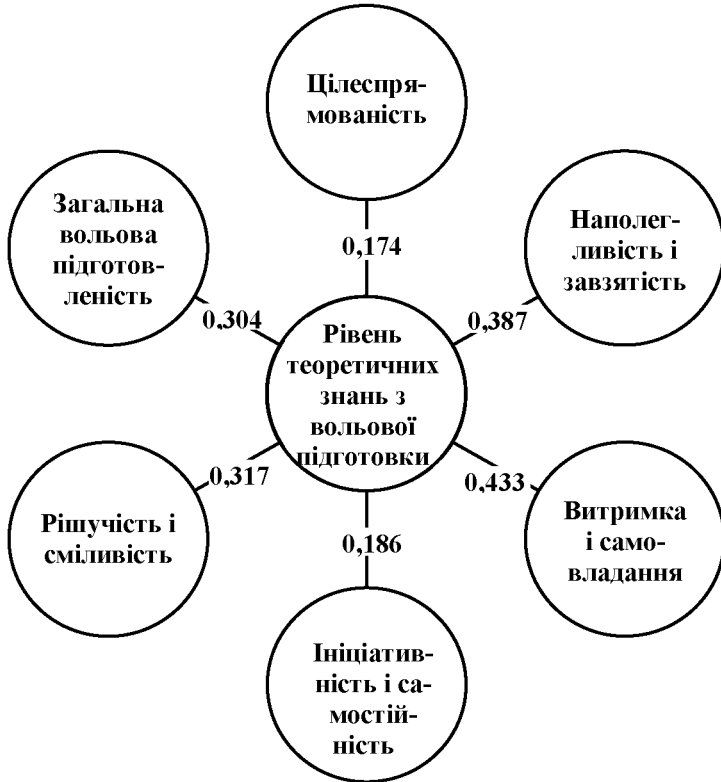 Цілеспря-
мованість
0,174
Наполег-
ливість і
завзятість
0,387
Загальна
вольова
підготов-
леність
0,304
Рівень
теоретичних
знань з
вольової
підготовки
Рішучість і
сміливість
0,317
0,433
Витримка
і само-
владання
0,186
Ініціатив-
ність і са-
мостій-
ність